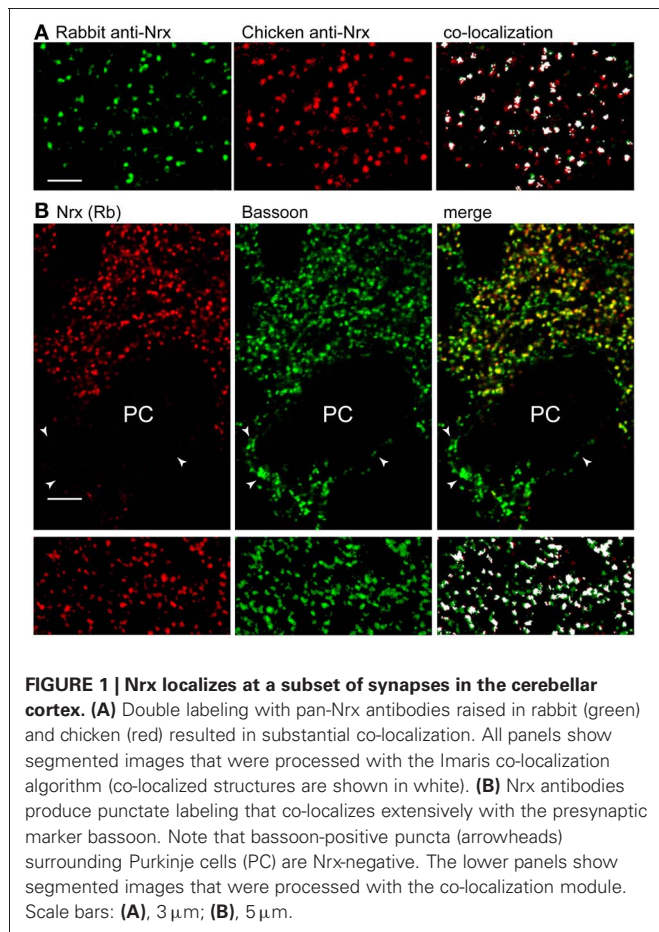 A Rabbit anti-Nrx Chicken anti-Nrx co-localization
B Nrx (Rb) Bassoon merge
PC PC PC
FIGURE 1 | Nrx localizes at a subset of synapses in the cerebellar
cortex. (A) Double labeling with pan-Nrx antibodies raised in rabbit (green)
and chicken (red) resulted in substantial co-localization. All panels show
segmented images that were processed with the Imaris co-localization
algorithm (co-localized structures are shown in white). (B) Nrx antibodies
produce punctate labeling that co-localizes extensively with the presynaptic
marker bassoon. Note that bassoon-positive puncta (arrowheads)
surrounding Purkinje cells (PC) are Nrx-negative. The lower panels show
segmented images that were processed with the co-localization module.
Scale bars: (A), 3 μm; (B), 5 μm.